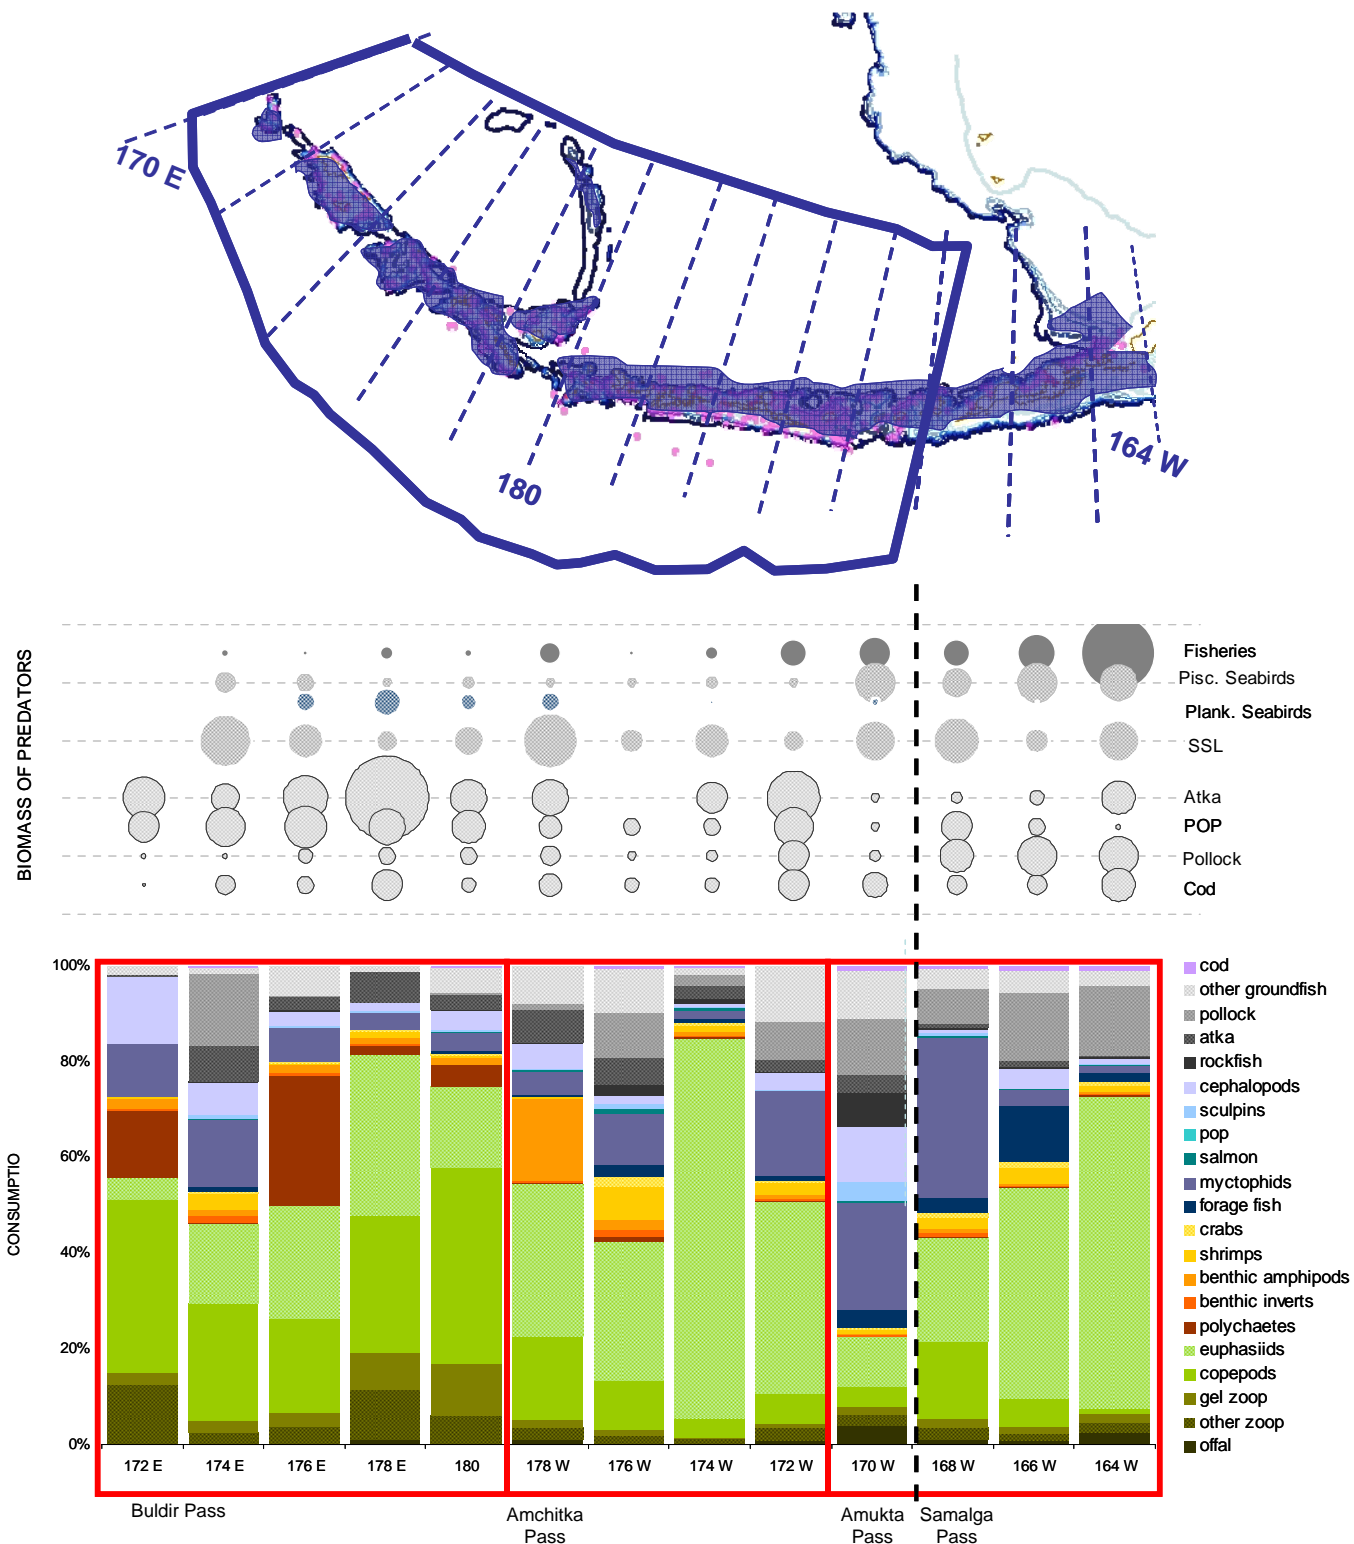 170 E
180
164 W
BIOMASS OF PREDATORS
Fisheries
Pisc. Seabirds
Plank. Seabirds
SSL
Atka
POP
Pollock
Cod
CONSUMPTIO
100%
80%
60%
40%
20%
0%
cod
other groundfish
pollock
atka
rockfish
cephalopods
sculpins
pop
salmon
myctophids
forage fish
crabs
shrimps
benthic amphipods
benthic inverts
polychaetes
euphasiids
copepods
gel zoop
other zoop
offal
172 E 174 E 176 E 178 E 180 178 W 176 W 174 W 172 W 170 W 168 W 166 W 164 W
Buldir Pass
Amchitka
Pass
Amukta
Pass
Samalga
Pass